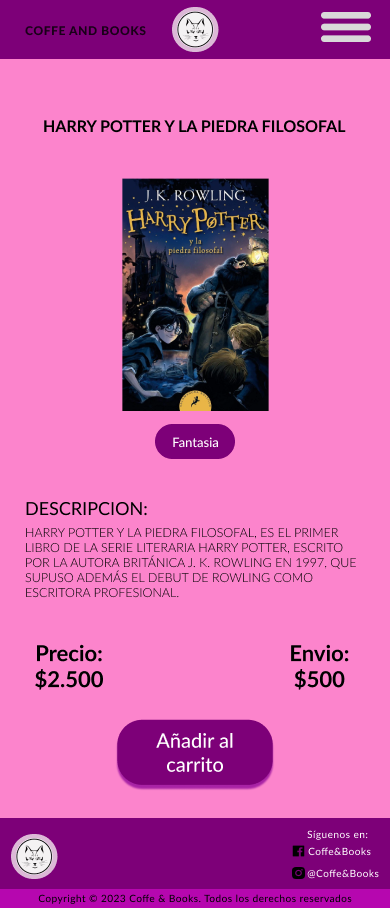 COFFE AND BOOKS
HARRY POTTER Y LA PIEDRA FILOSOFAL
J. K. ROWLING
HARRY POTTER
y la
piedra filosofal
Fantasia
DESCRIPCION:
HARRY POTTER Y LA PIEDRA FILOSOFAL, ES EL PRIMER
LIBRO DE LA SERIE LITERARIA HARRY POTTER, ESCRITO
POR LA AUTORA BRITÁNICA J. K. ROWLING EN 1997, QUE
SUPUSO ADEMÁS EL DEBUT DE ROWLING COMO
ESCRITORA PROFESIONAL.
Precio:
$2.500
Envio:
$500
Añadir al
carrito
Síguenos en:
Coffe&Books
@Coffe&Books
Copyright © 2023 Coffe & Books. Todos los derechos reservados